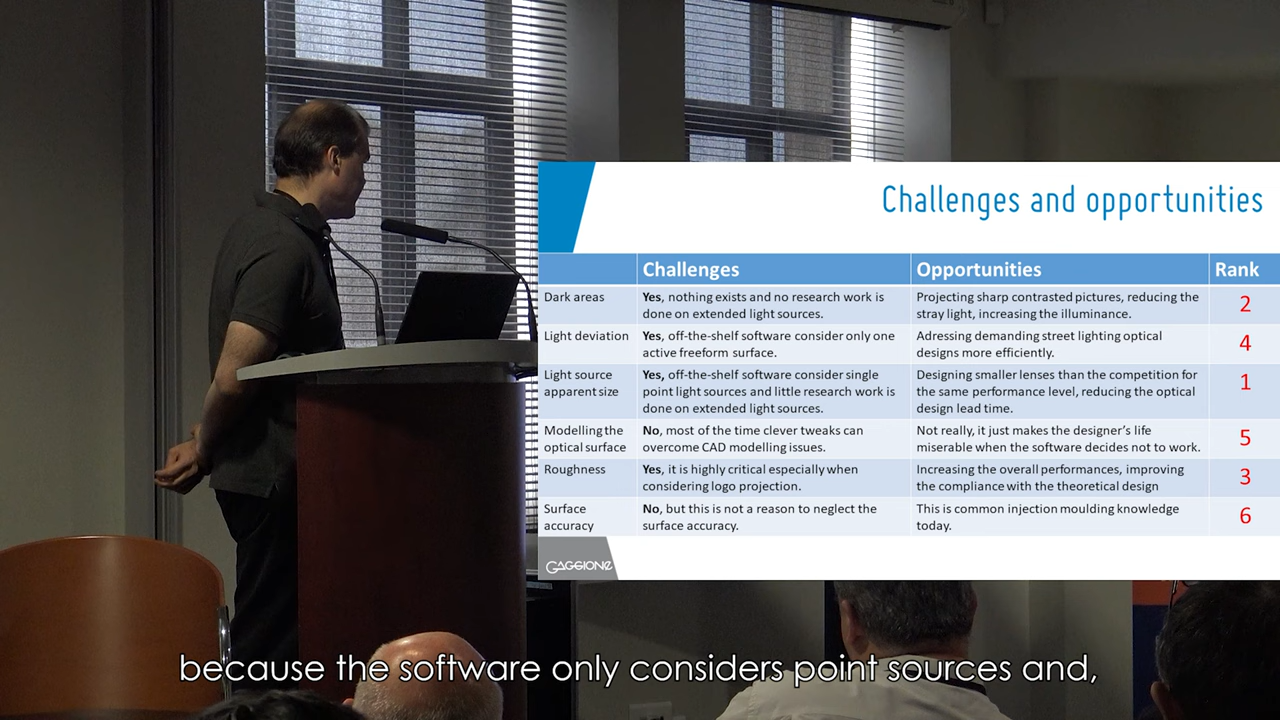 Challenges and opportunities
Challenges
Opportunities
Rank
Dark areas
Yes, nothing exists and no research work is
done on extended light sources.
Projecting sharp contrasted pictures, reducing the
stray light, increasing the illuminance.
2
Light deviation
Yes, off-the-shelf software consider only one
active freeform surface.
Adressing demanding street lighting optical
designs more efficiently.
4
Light source
apparent size
Yes, off-the-shelf software consider single
point light sources and little research work is
done on extended light sources.
Designing smaller lenses than the competition for
the same performance level, reducing the optical
design lead time.
1
Modelling the
optical surface
No, most of the time clever tweaks can
overcome CAD modelling issues.
Not really, it just makes the designer's life
miserable when the software decides not to work.
5
Roughness
Yes, it is highly critical especially when
considering logo projection.
Increasing the overall performances, improving
the compliance with the theoretical design
3
Surface
accuracy
No, but this is not a reason to neglect the
surface accuracy.
This is common injection moulding knowledge
today.
6
GAGGIONE
because the software only considers point sources and,